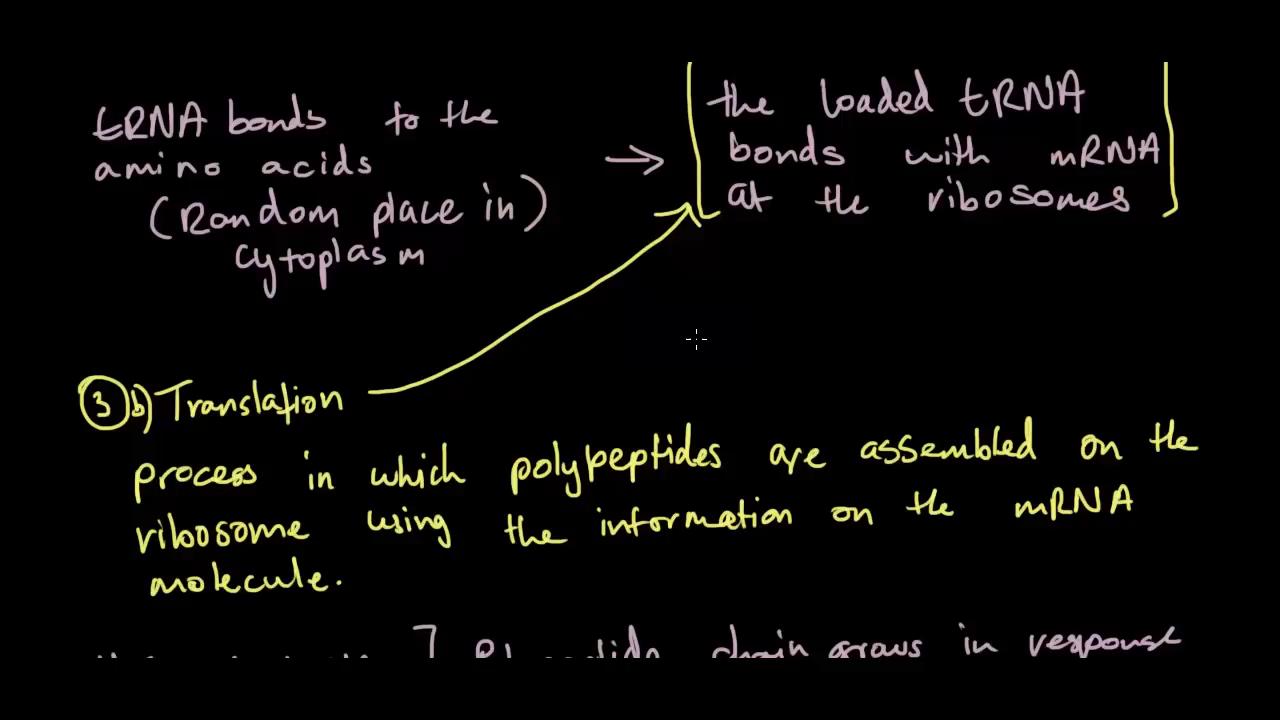 tRNA bonds to the
amino acids
(Random place in)
cytoplasm
→
the loaded tRNA
bonds with mRNA
at the ribosomes
③b) Translation
process in which polypeptides are assembled on the
ribosome using the information on the mRNA
molecule.
chain grows in response